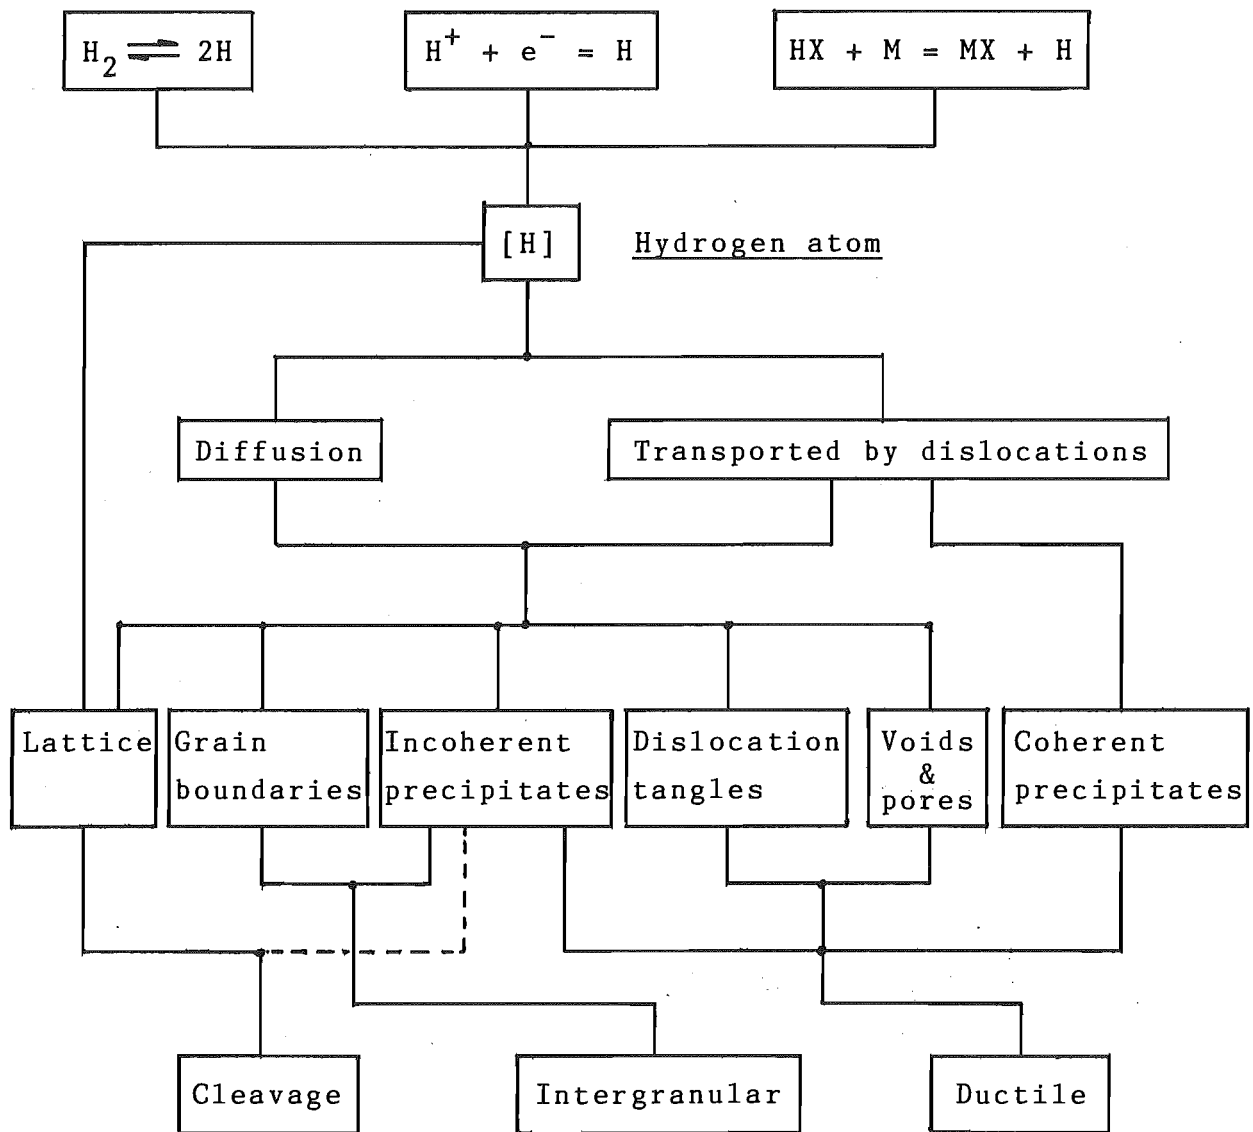 H₂ ⇌ 2H
H⁺ + e⁻ = H
HX + M = MX + H
[H]
Hydrogen atom
Diffusion
Transported by dislocations
Lattice
Grain
boundaries
Incoherent
precipitates
Dislocation
tangles
Voids
&
pores
Coherent
precipitates
Cleavage
Intergranular
Ductile